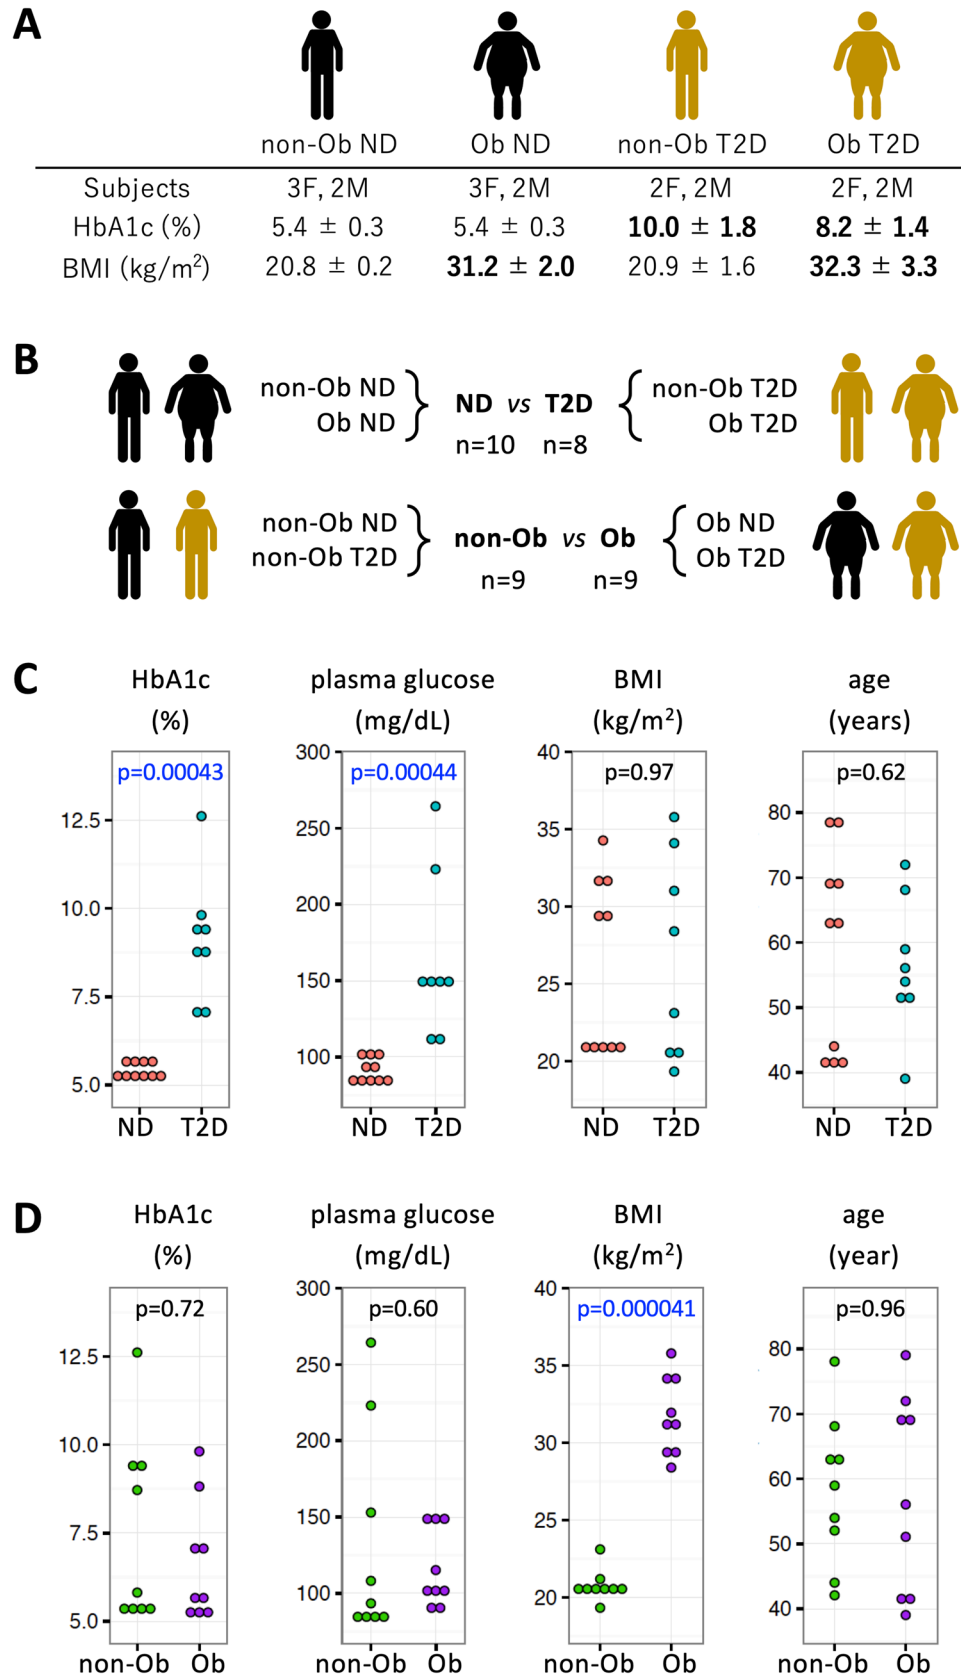 A
non-Ob ND Ob ND non-Ob T2D Ob T2D
Subjects 3F, 2M 3F, 2M 2F, 2M 2F, 2M
HbA1c (%) 5.4 ± 0.3 5.4 ± 0.3 10.0 ± 1.8 8.2 ± 1.4
BMI (kg/m²) 20.8 ± 0.2 31.2 ± 2.0 20.9 ± 1.6 32.3 ± 3.3
B
non-Ob ND
Ob ND
ND vs T2D
n=10 n=8
non-Ob T2D
Ob T2D
non-Ob ND
non-Ob T2D
non-Ob vs Ob
n=9 n=9
Ob ND
Ob T2D
C
HbA1c
(%)
p=0.00043
12.5
10.0
7.5
5.0
ND T2D
plasma glucose
(mg/dL)
300
p=0.00044
250
200
150
100
ND T2D
BMI
(kg/m²)
40
p=0.97
35
30
25
20
ND T2D
age
(years)
p=0.62
80
70
60
50
40
ND T2D
D
HbA1c
(%)
p=0.72
12.5
10.0
7.5
5.0
non-Ob Ob
plasma glucose
(mg/dL)
300
p=0.60
250
200
150
100
non-Ob Ob
BMI
(kg/m²)
40
p=0.000041
35
30
25
20
non-Ob Ob
age
(year)
p=0.96
80
70
60
50
40
non-Ob Ob